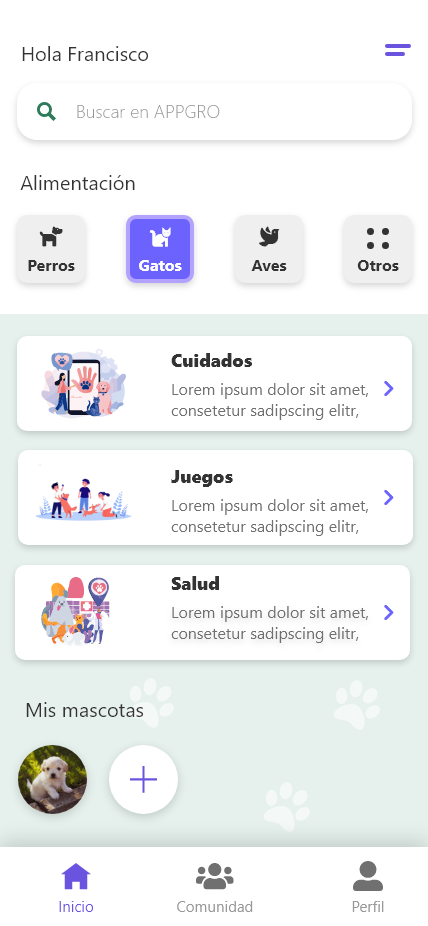 Hola Francisco
Buscar en APPGRO
Alimentación
Perros
Gatos
Aves
Otros
Cuidados
Lorem ipsum dolor sit amet,
consetetur sadipscing elitr,
Juegos
Lorem ipsum dolor sit amet,
consetetur sadipscing elitr,
Salud
Lorem ipsum dolor sit amet,
consetetur sadipscing elitr,
Mis mascotas
Inicio
Comunidad
Perfil